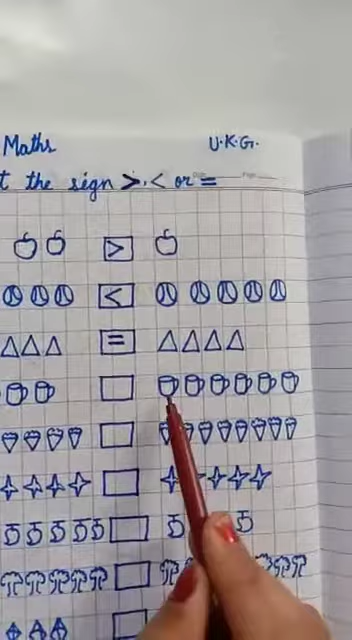 Maths U.K.G.
the sign >, < or =
>
<
=